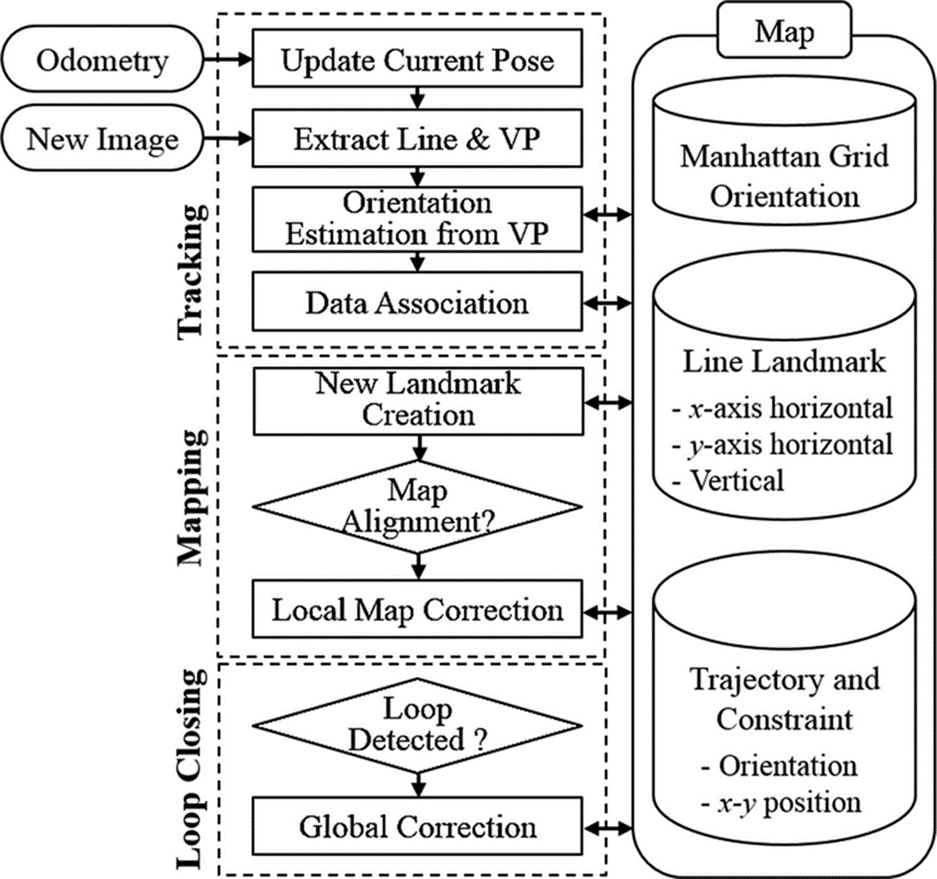 Odometry
New Image
Tracking
Update Current Pose
Extract Line & VP
Orientation
Estimation from VP
Data Association
Mapping
New Landmark
Creation
Map
Alignment?
Local Map Correction
Loop Closing
Loop
Detected ?
Global Correction
Map
Manhattan Grid
Orientation
Line Landmark
- x-axis horizontal
- y-axis horizontal
- Vertical
Trajectory and
Constraint
- Orientation
- x-y position